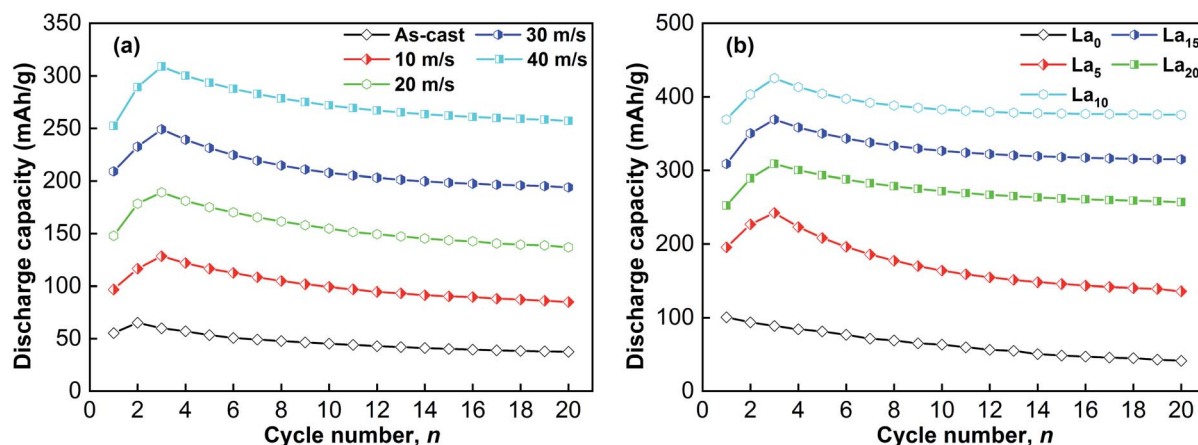 350
300
250
200
150
100
50
0
Discharge capacity (mAh/g)
(a)
As-cast
10 m/s
20 m/s
30 m/s
40 m/s
0 2 4 6 8 10 12 14 16 18 20
Cycle number, n
500
400
300
200
100
0
Discharge capacity (mAh/g)
(b)
La₀
La₅
La₁₀
La₁₅
La₂₀
0 2 4 6 8 10 12 14 16 18 20
Cycle number, n